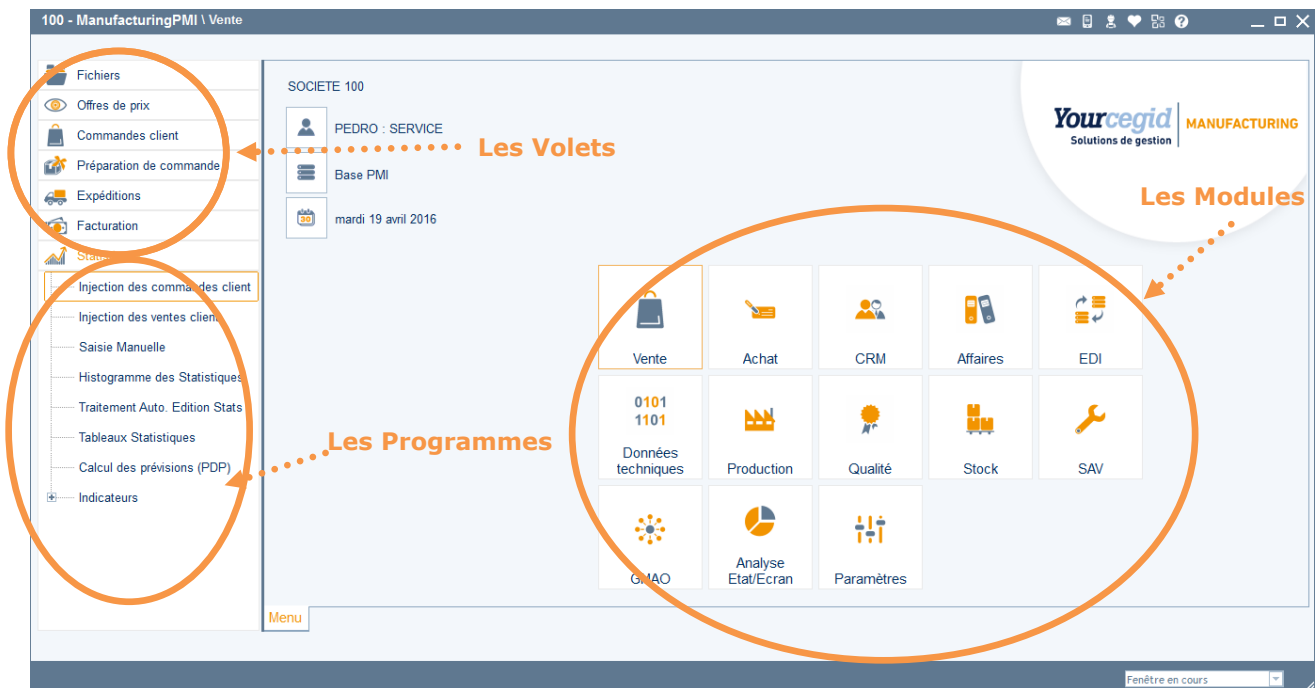 100 - ManufacturingPMI \ Vente
Fichiers
Offres de prix
Commandes client
Préparation de commande
Expéditions
Facturation
Injection des commandes client
Injection des ventes client
Saisie Manuelle
Histogramme des Statistiques
Traitement Auto. Edition Stats
Tableaux Statistiques
Calcul des prévisions (PDP)
Indicateurs
SOCIETE 100
PEDRO : SERVICE
Base PMI
30
mardi 19 avril 2016
Les Volets
Les Programmes
Yourcegid MANUFACTURING
Solutions de gestion
Les Modules
Vente Achat CRM Affaires EDI
0101
1101
Données
techniques Production Qualité Stock SAV
GMAO Analyse
Etat/Ecran Paramètres
Menu
Fenêtre en cours